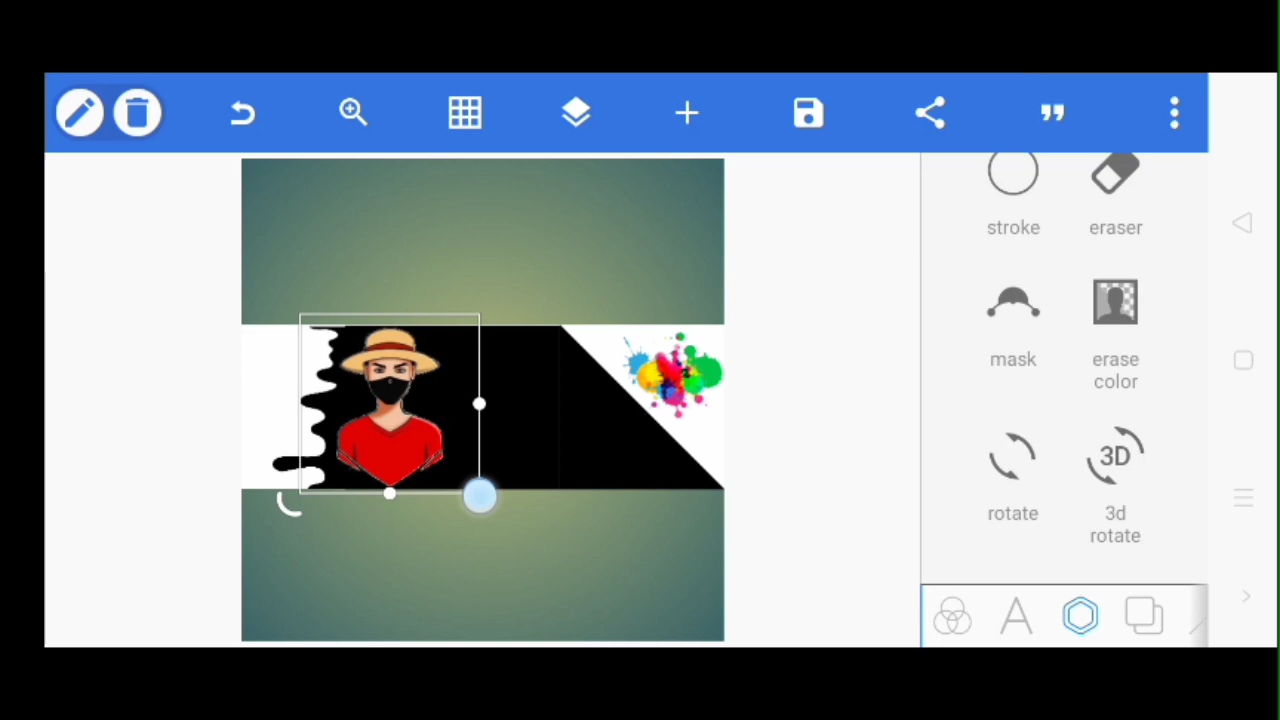 stroke
eraser
mask
erase
color
3D
rotate
3d
rotate